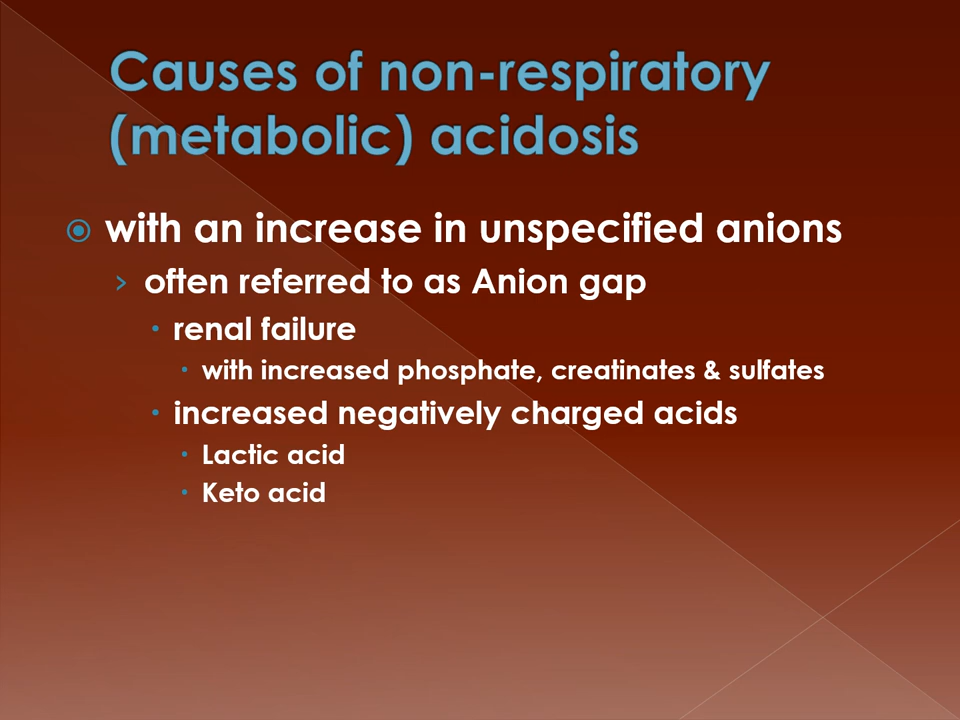 Causes of non-respiratory
(metabolic) acidosis
with an increase in unspecified anions
often referred to as Anion gap
renal failure
with increased phosphate, creatinates & sulfates
increased negatively charged acids
Lactic acid
Keto acid